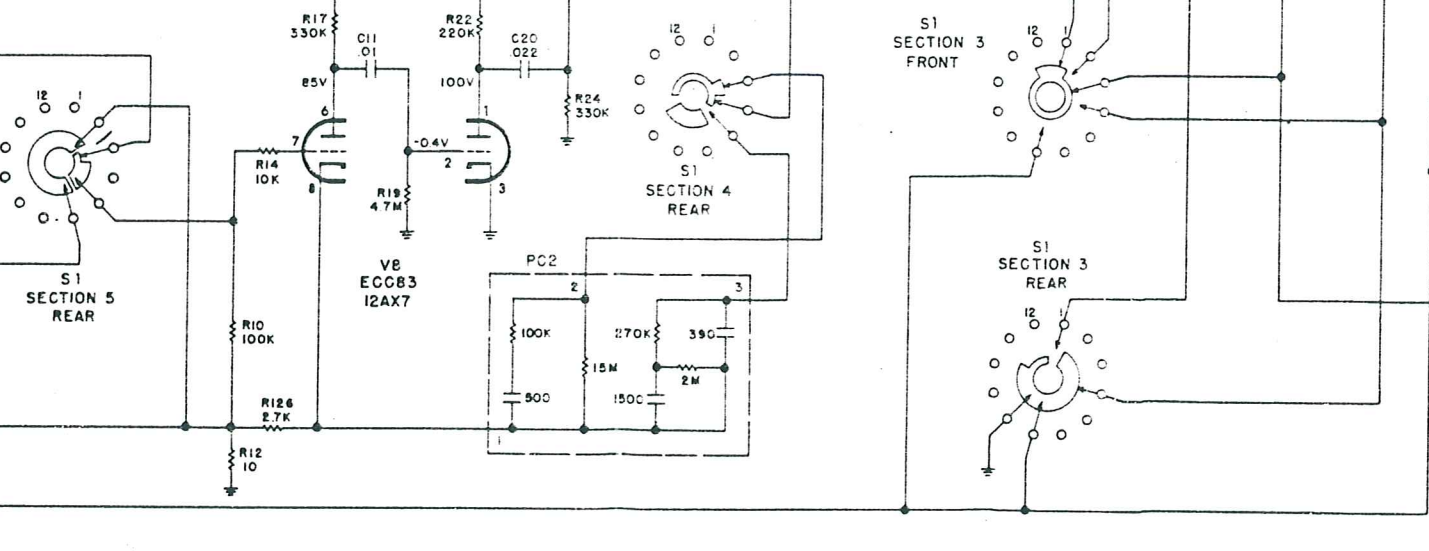 R17
330K
C11
.01
85V
6
7
8
R14
10K
R22
220K
C20
.022
100V
1
-0.4V
2
3
R24
330K
R19
4.7M
V8
ECC83
12AX7
12 1
S1
SECTION 5
REAR
R10
100K
R126
2.7K
R12
10
12 1
S1
SECTION 4
REAR
PC2
2
3
100K
500
15M
270K
390
2M
1500
1
S1
SECTION 3
FRONT
12 1
S1
SECTION 3
REAR
12 1